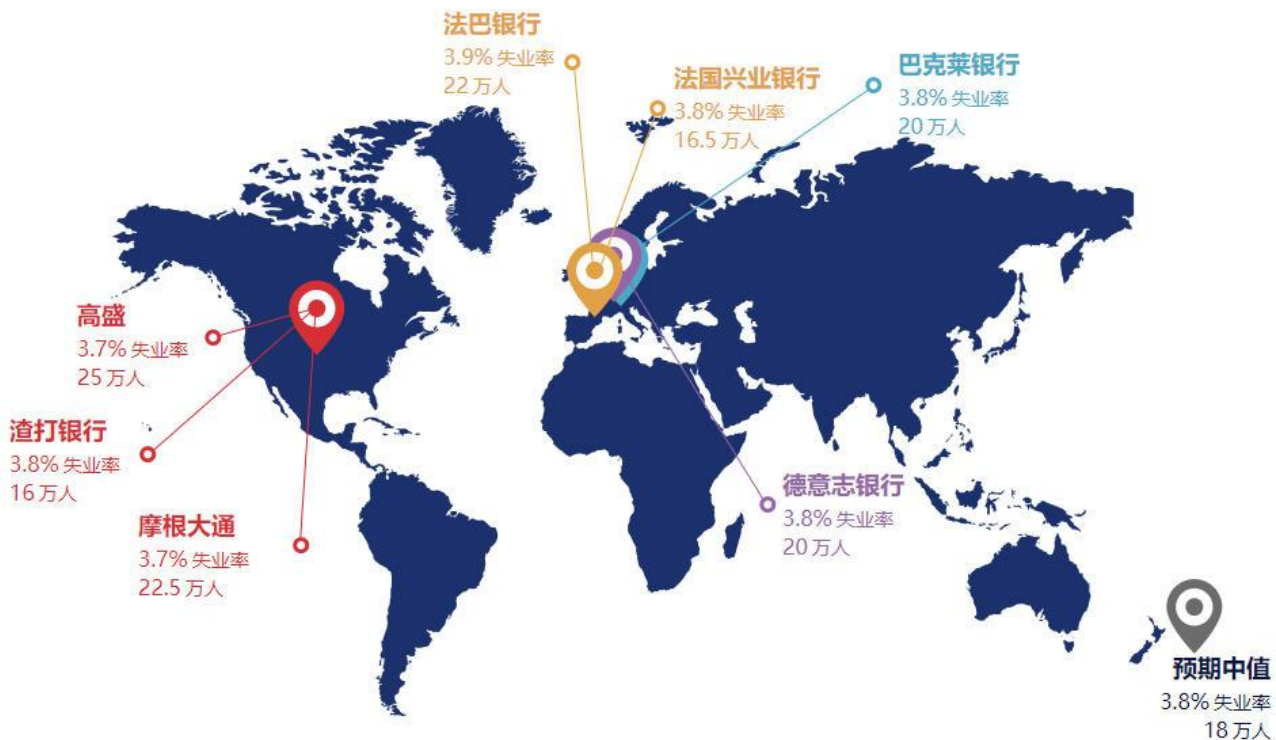 法巴银行
3.9% 失业率
22 万人
法国兴业银行
3.8% 失业率
16.5 万人
巴克莱银行
3.8% 失业率
20 万人
高盛
3.7% 失业率
25 万人
渣打银行
3.8% 失业率
16 万人
摩根大通
3.7% 失业率
22.5 万人
德意志银行
3.8% 失业率
20 万人
预期中值
3.8% 失业率
18 万人